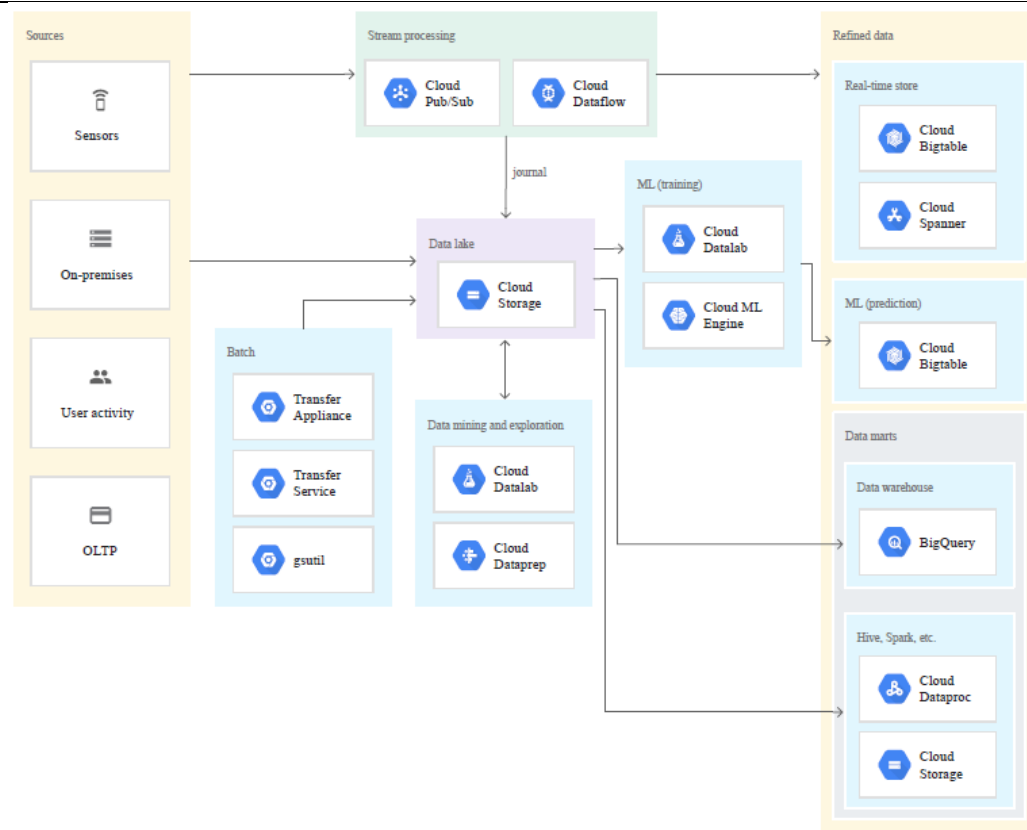 Sources
Sensors
On-premises
User activity
OLTP
Stream processing
Cloud
Pub/Sub
Cloud
Dataflow
journal
Data lake
Cloud
Storage
Batch
Transfer
Appliance
Transfer
Service
gsutil
Data mining and exploration
Cloud
Datalab
Cloud
Dataprep
ML (training)
Cloud
Datalab
Cloud ML
Engine
Refined data
Real-time store
Cloud
Bigtable
Cloud
Spanner
ML (prediction)
Cloud
Bigtable
Data marts
Data warehouse
BigQuery
Hive, Spark, etc.
Cloud
Dataproc
Cloud
Storage